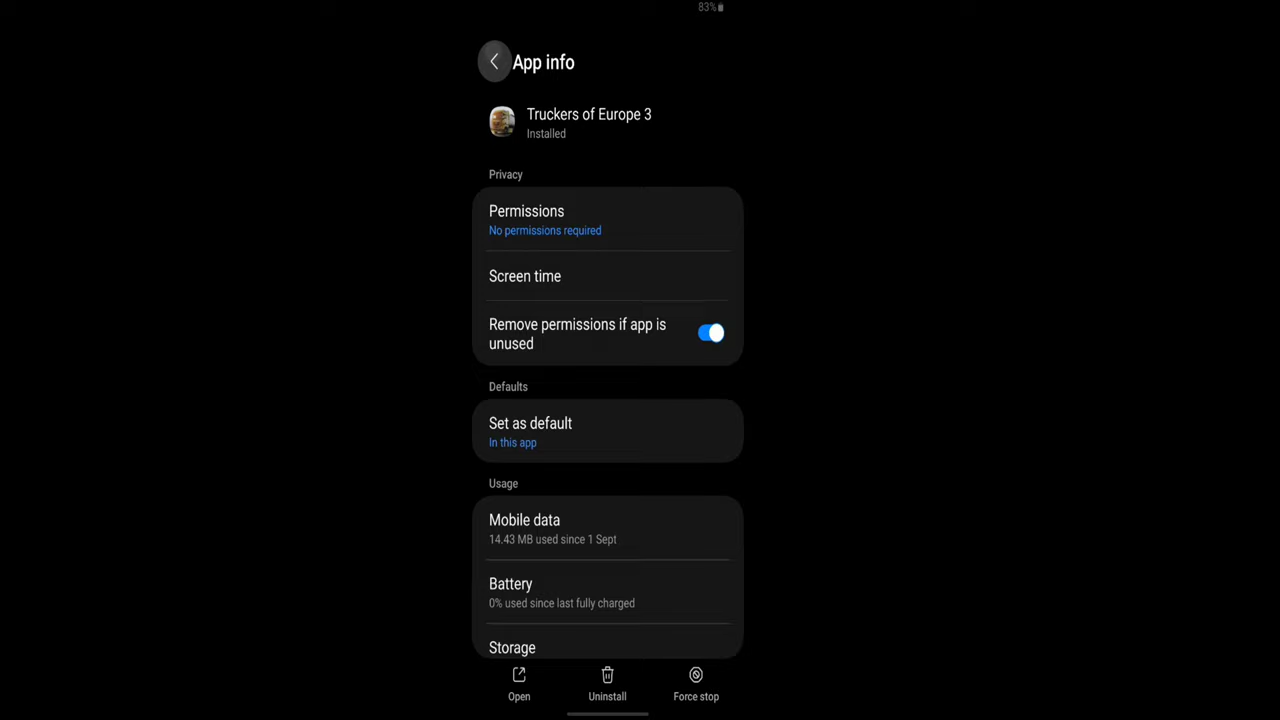 83%
App info
Truckers of Europe 3
Installed
Privacy
Permissions
No permissions required
Screen time
Remove permissions if app is
unused
Defaults
Set as default
In this app
Usage
Mobile data
14.43 MB used since 1 Sept
Battery
0% used since last fully charged
Storage
Open
Uninstall
Force stop